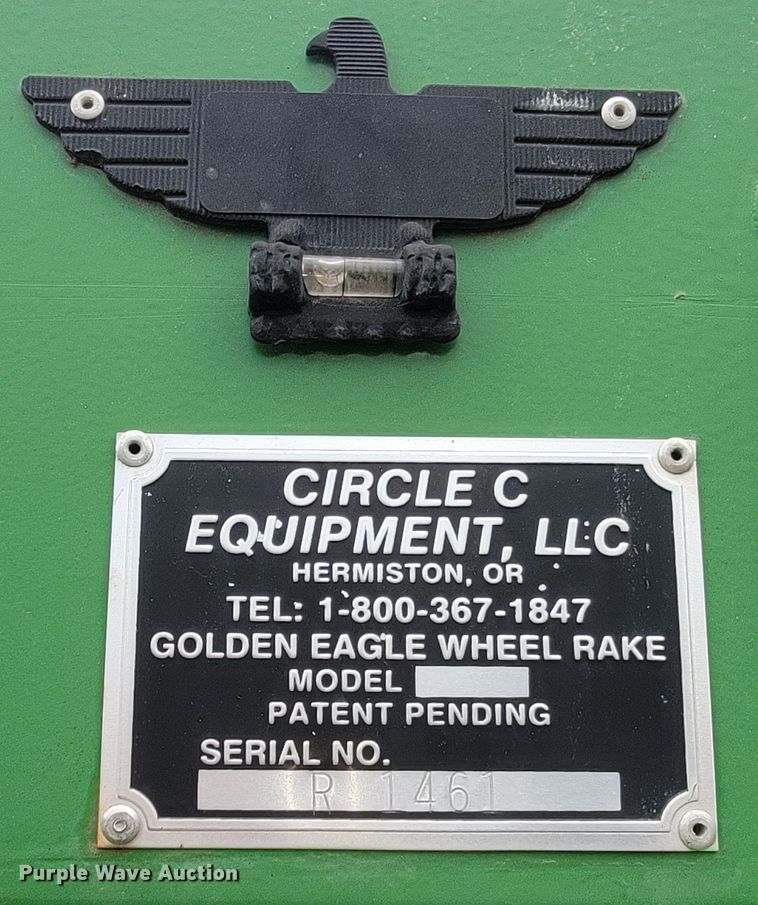 CIRCLE C
EQUIPMENT, LLC
HERMISTON, OR
TEL: 1-800-367-1847
GOLDEN EAGLE WHEEL RAKE
MODEL
PATENT PENDING
SERIAL NO.
R 1461
Purple Wave Auction